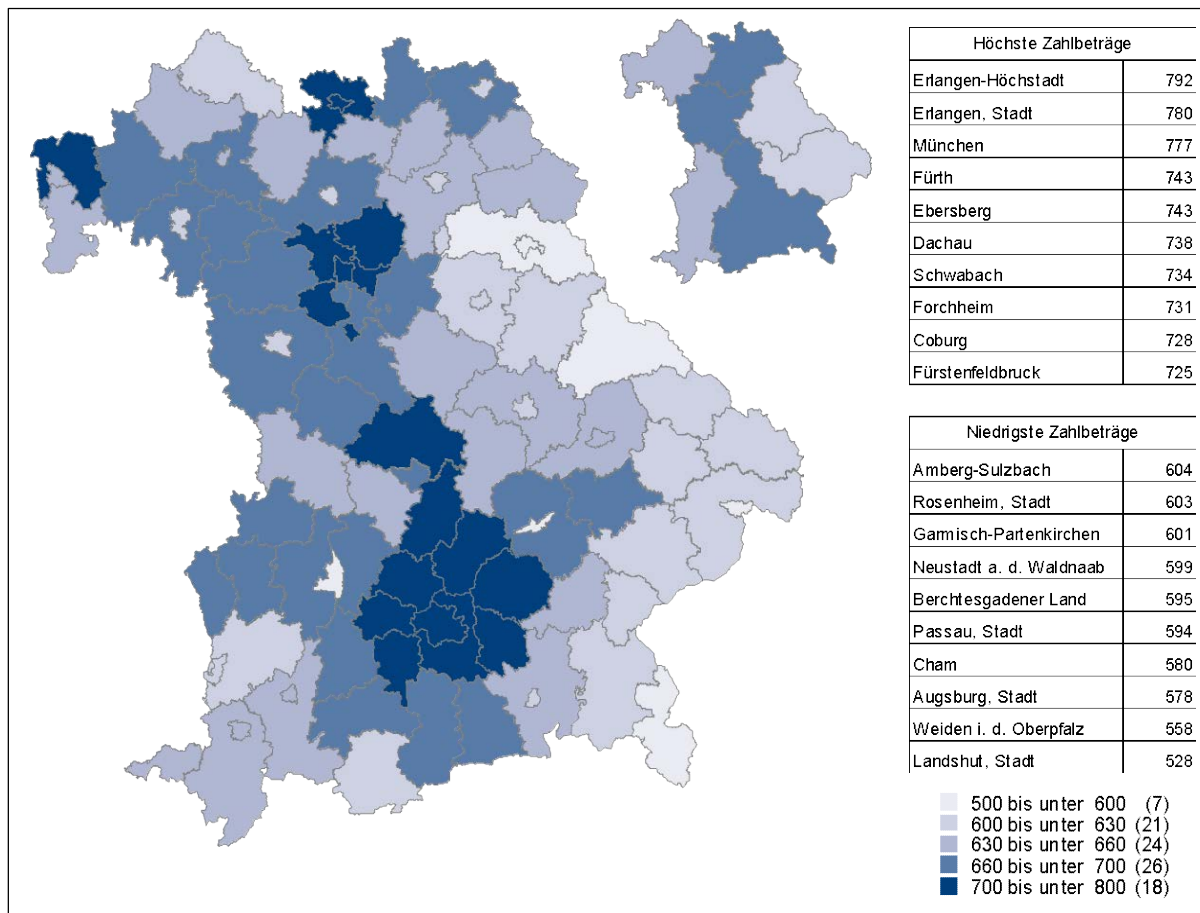 Höchste Zahlbeträge
Erlangen-Höchstadt 792
Erlangen, Stadt 780
München 777
Fürth 743
Ebersberg 743
Dachau 738
Schwabach 734
Forchheim 731
Coburg 728
Fürstenfeldbruck 725
Niedrigste Zahlbeträge
Amberg-Sulzbach 604
Rosenheim, Stadt 603
Garmisch-Partenkirchen 601
Neustadt a. d. Waldnaab 599
Berchtesgadener Land 595
Passau, Stadt 594
Cham 580
Augsburg, Stadt 578
Weiden i. d. Oberpfalz 558
Landshut, Stadt 528
500 bis unter 600 (7)
600 bis unter 630 (21)
630 bis unter 660 (24)
660 bis unter 700 (26)
700 bis unter 800 (18)